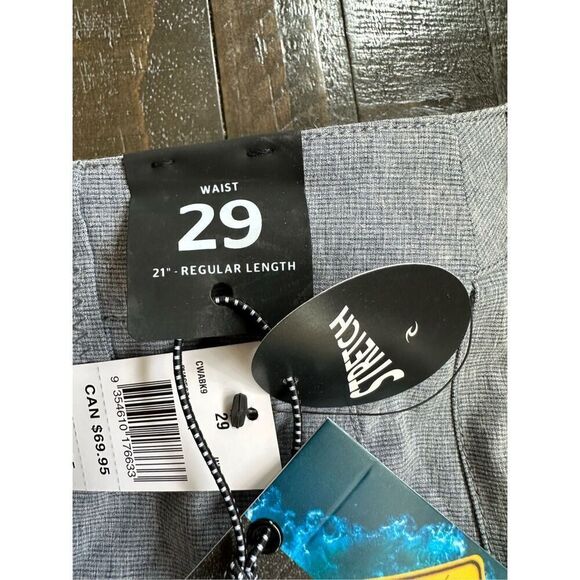 WAIST
29
21" - REGULAR LENGTH
STRETCH
CWABK9
29
9 354610 176633
CAN $69.95